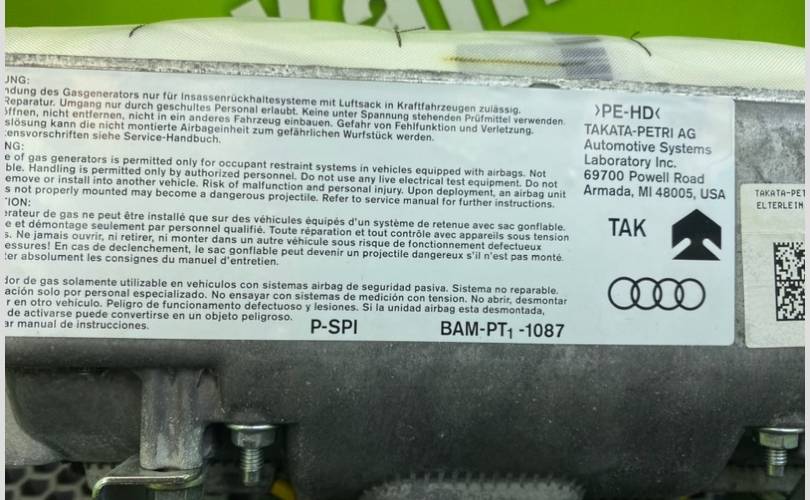 UNG:
ndung des Gasgenerators nur für Insassenrückhaltesysteme mit Luftsack in Kraftfahrzeugen zulässig.
Reparatur. Umgang nur durch geschultes Personal erlaubt. Keine unter Spannung stehenden Prüfmittel verwenden.
öffnen, nicht entfernen, nicht in ein anderes Fahrzeug einbauen. Gefahr von Fehlfunktion und Verletzung.
slösung kann die nicht montierte Airbageinheit zum gefährlichen Wurfstück werden.
ensvorschriften siehe Service-Handbuch.
NG:
e of gas generators is permitted only for occupant restraint systems in vehicles equipped with airbags. Not
ble. Handling is permitted only by authorized personnel. Do not use any live electrical test equipment. Do not
emove or install into another vehicle. Risk of malfunction and personal injury. Upon deployment, an airbag unit
s not properly mounted may become a dangerous projectile. Refer to service manual for further instructions.
TION:
érateur de gas ne peut être installé que sur des véhicules équipés d'un système de retenue avec sac gonflable.
e et démontage seulement par personnel qualifié. Toute réparation et tout contrôle avec appareils sous tension
s. Ne jamais ouvrir, ni retirer, ni monter dans un autre véhicule sous risque de fonctionnement défectueux
essures! En cas de declenchement, le sac gonflable peut devenir un projectile dangereux s'il n'est pas monté.
ter absolument les consignes du manuel d'entretien.
dor de gas solamente utilizable en vehículos con sistemas airbag de seguridad pasiva. Sistema no reparable.
ación solo por personal especializado. No ensayar con sistemas de medición con tension. No abrir, desmontar
r en otro vehículo. Peligro de funcionamento defectuoso y lesiones. Si la unidad airbag esta desmontada,
de activarse puede convertirse en un objeto peligroso.
ar manual de instrucciones.
P-SPI BAM-PT₁ -1087
>PE-HD<
TAKATA-PETRI AG
Automotive Systems
Laboratory Inc.
69700 Powell Road
Armada, MI 48005, USA
TAK
TAKATA-PET
ELTERLEIN